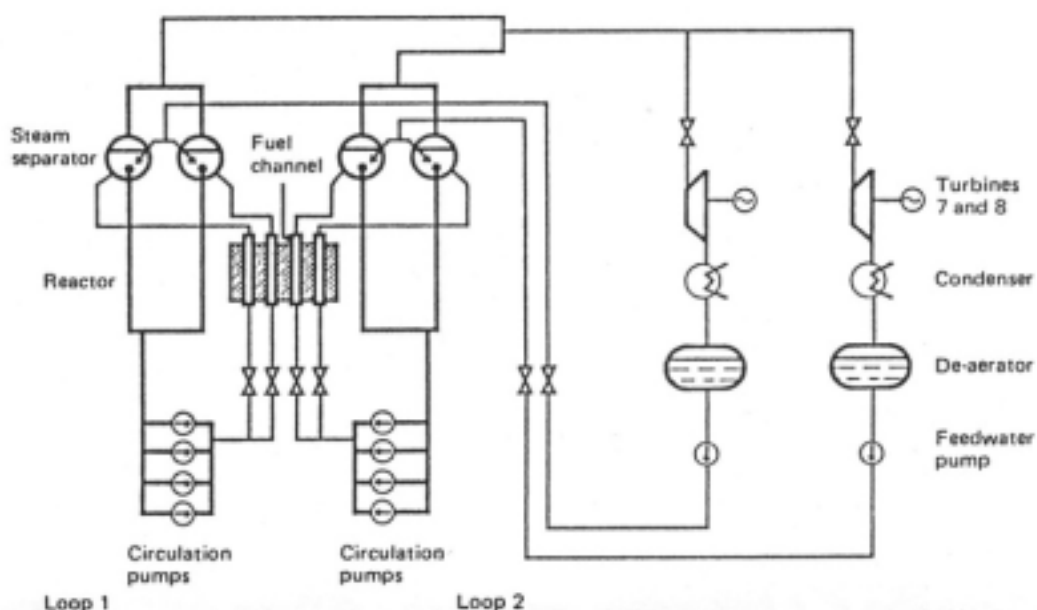 Steam
separator
Fuel
channel
Turbines
7 and 8
Reactor
Condenser
De-aerator
Feedwater
pump
Circulation
pumps
Circulation
pumps
Loop 1
Loop 2